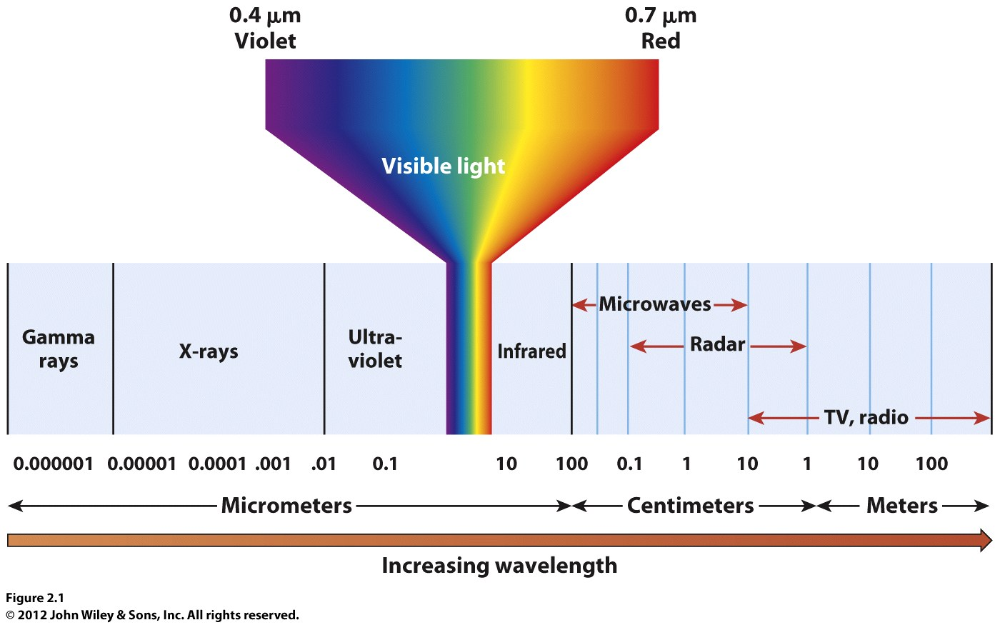 0.4 μm
Violet
0.7 μm
Red
Visible light
Gamma
rays
X-rays
Ultra-
violet
Infrared
Microwaves
Radar
TV, radio
0.000001 0.00001 0.0001 .001 .01 0.1 10 100 0.1 1 10 1 10 100
Micrometers Centimeters Meters
Increasing wavelength
Figure 2.1
© 2012 John Wiley & Sons, Inc. All rights reserved.